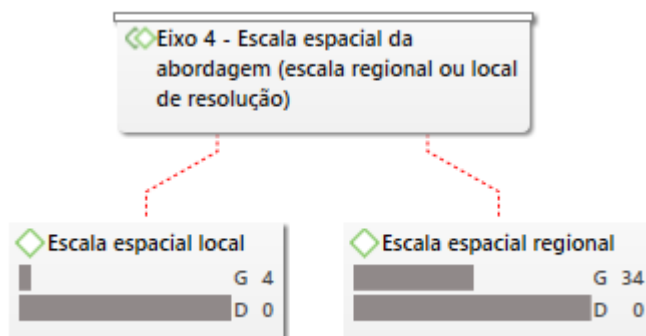 Eixo 4 - Escala espacial da
abordagem (escala regional ou local
de resolução)
Escala espacial local
G 4
D 0
Escala espacial regional
G 34
D 0